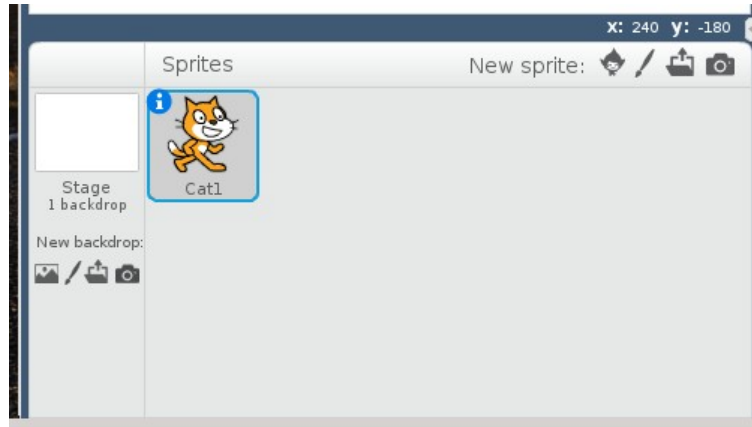 x: 240 y: -180
Sprites New sprite:
i
Cat1
Stage
1 backdrop
New backdrop: